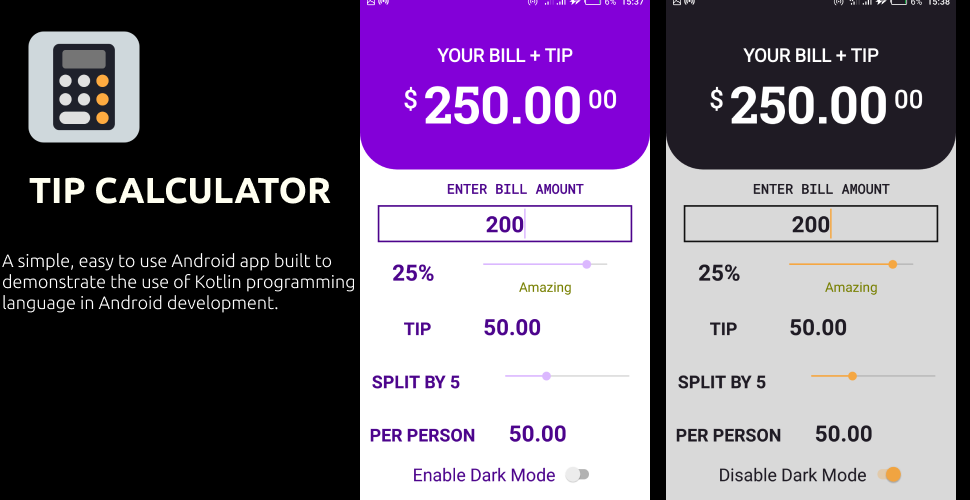 TIP CALCULATOR
A simple, easy to use Android app built to
demonstrate the use of Kotlin programming
language in Android development.
6% 15:37
YOUR BILL + TIP
$ 250.00 00
ENTER BILL AMOUNT
200
25%
Amazing
TIP 50.00
SPLIT BY 5
PER PERSON 50.00
Enable Dark Mode
6% 15:38
YOUR BILL + TIP
$ 250.00 00
ENTER BILL AMOUNT
200
25%
Amazing
TIP 50.00
SPLIT BY 5
PER PERSON 50.00
Disable Dark Mode